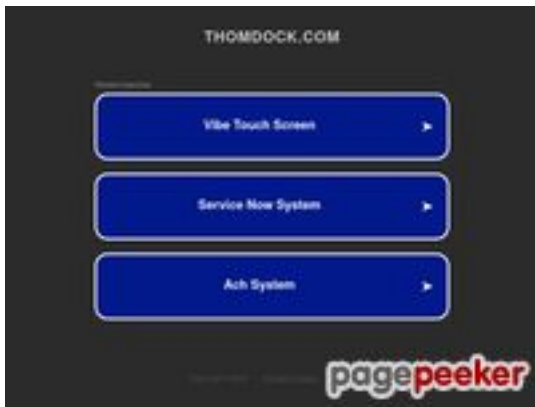 THOMDOCK.COM
Vibe Touch Screen
Service Now System
Ach System
pagepeeker